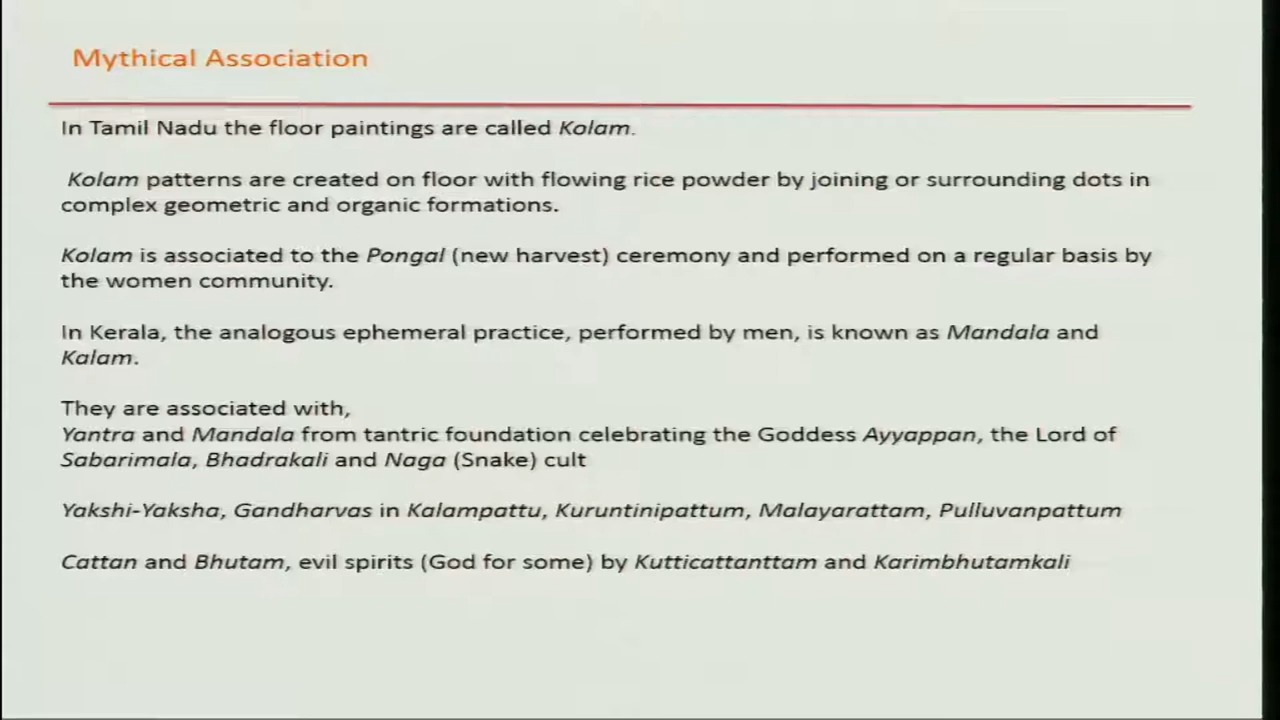 Mythical Association
In Tamil Nadu the floor paintings are called Kolam.
Kolam patterns are created on floor with flowing rice powder by joining or surrounding dots in
complex geometric and organic formations.
Kolam is associated to the Pongal (new harvest) ceremony and performed on a regular basis by
the women community.
In Kerala, the analogous ephemeral practice, performed by men, is known as Mandala and
Kalam.
They are associated with,
Yantra and Mandala from tantric foundation celebrating the Goddess Ayyappan, the Lord of
Sabarimala, Bhadrakali and Naga (Snake) cult
Yakshi-Yaksha, Gandharvas in Kalampattu, Kuruntinipattum, Malayarattam, Pulluvanpattum
Cattan and Bhutam, evil spirits (God for some) by Kutticattanttam and Karimbhutamkali